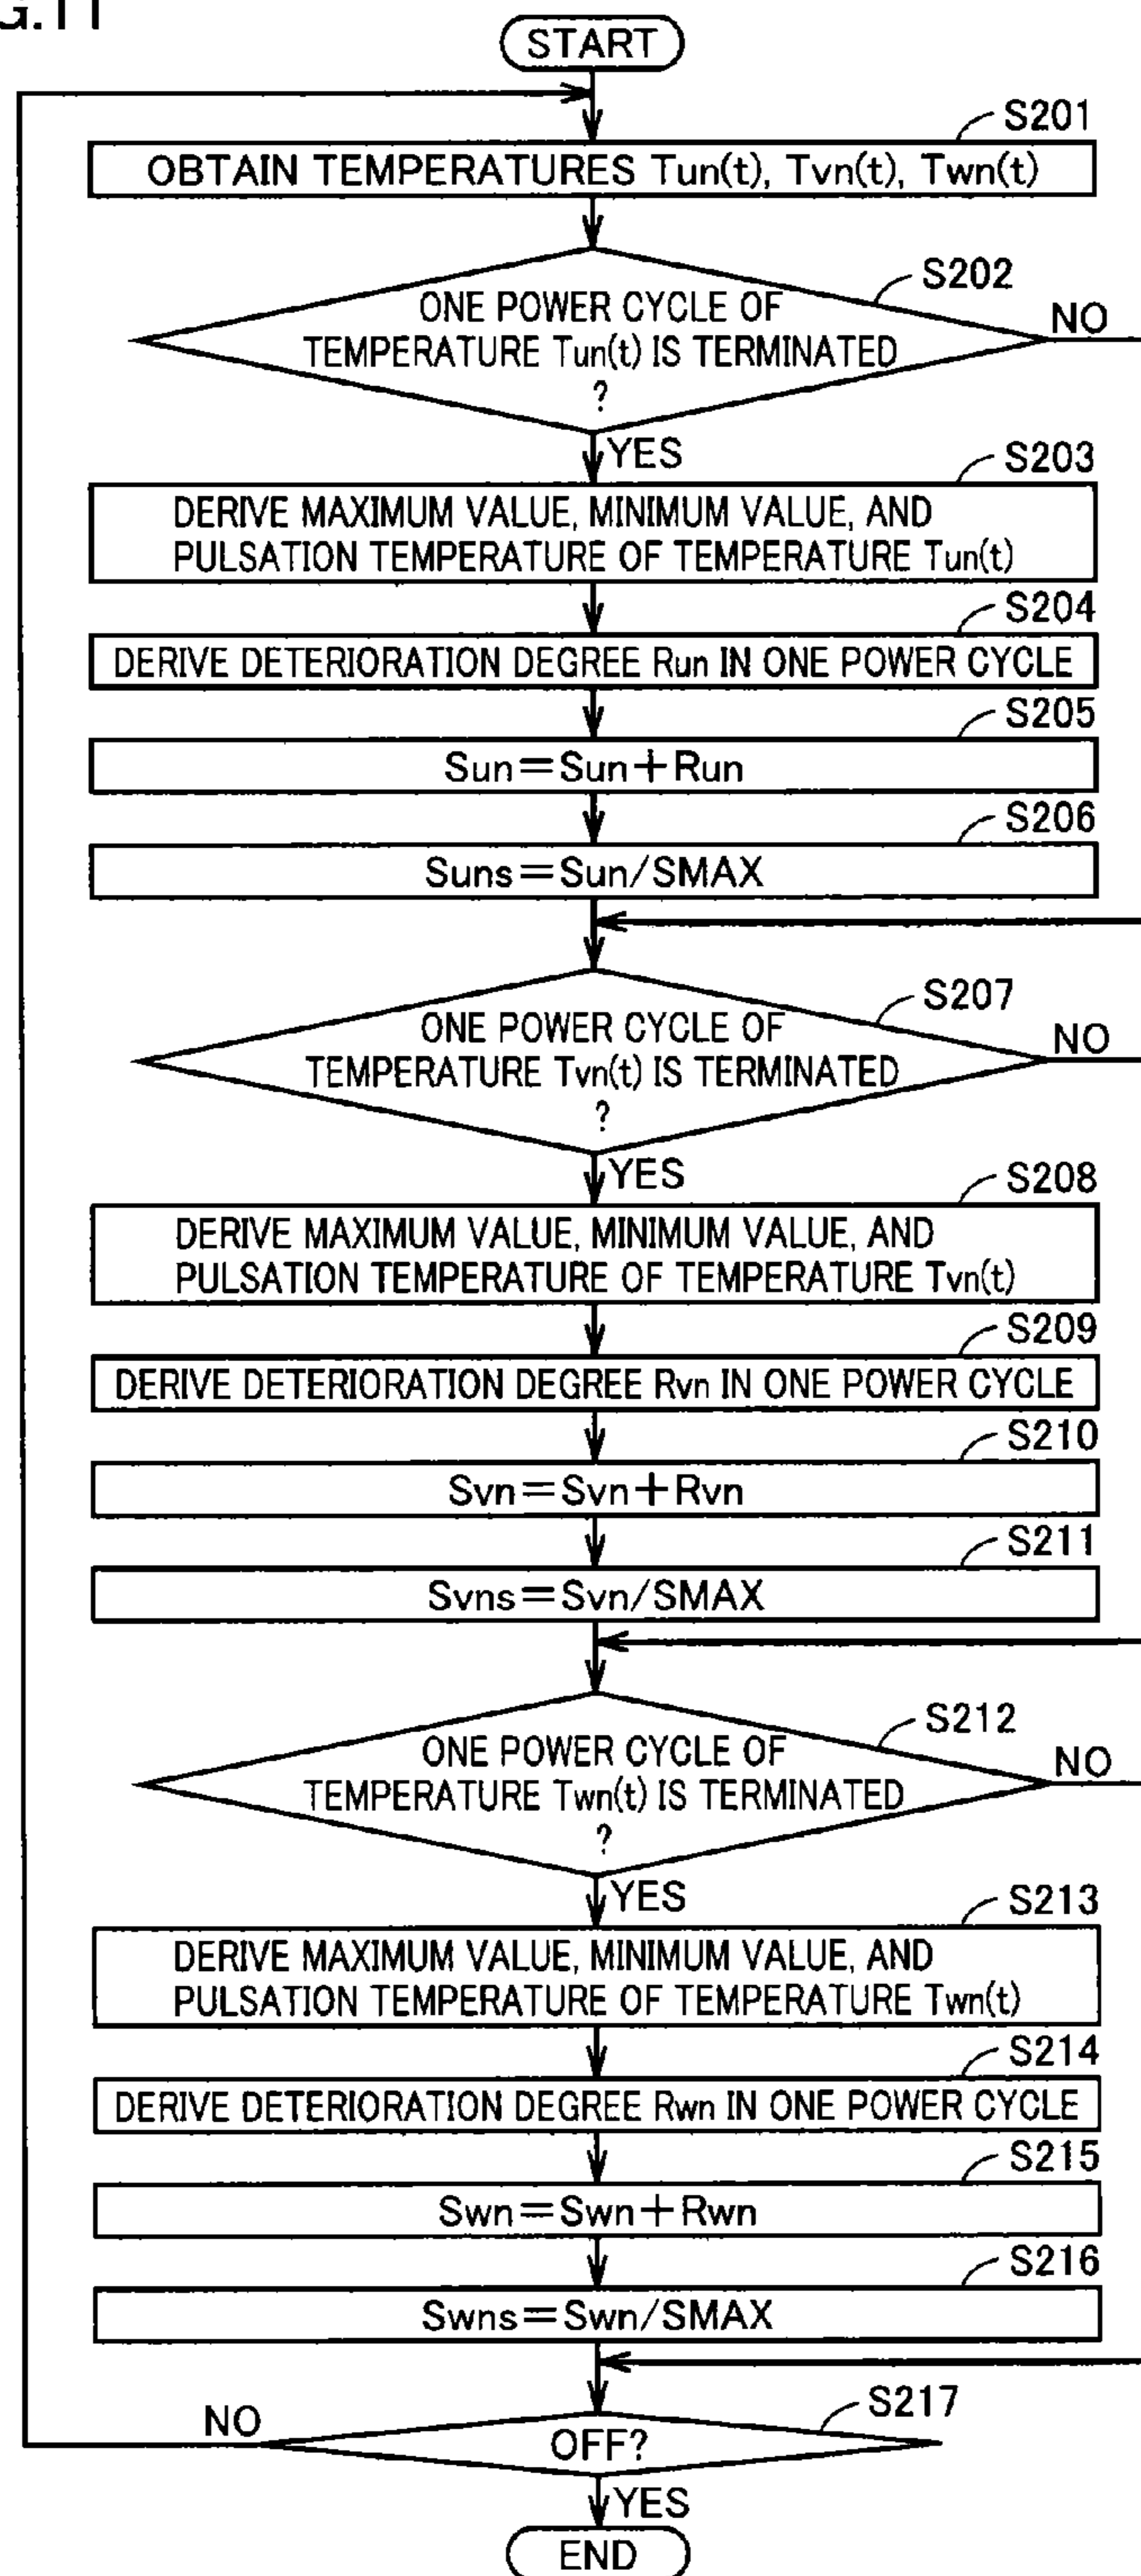 G.11
START
S201
OBTAIN TEMPERATURES Tun(t), Tvn(t), Twn(t)
S202
ONE POWER CYCLE OF
TEMPERATURE Tun(t) IS TERMINATED
?
NO
YES
S203
DERIVE MAXIMUM VALUE, MINIMUM VALUE, AND
PULSATION TEMPERATURE OF TEMPERATURE Tun(t)
S204
DERIVE DETERIORATION DEGREE Run IN ONE POWER CYCLE
S205
Sun=Sun+Run
S206
Suns=Sun/SMAX
S207
ONE POWER CYCLE OF
TEMPERATURE Tvn(t) IS TERMINATED
?
NO
YES
S208
DERIVE MAXIMUM VALUE, MINIMUM VALUE, AND
PULSATION TEMPERATURE OF TEMPERATURE Tvn(t)
S209
DERIVE DETERIORATION DEGREE Rvn IN ONE POWER CYCLE
S210
Svn=Svn+Rvn
S211
Svns=Svn/SMAX
S212
ONE POWER CYCLE OF
TEMPERATURE Twn(t) IS TERMINATED
?
NO
YES
S213
DERIVE MAXIMUM VALUE, MINIMUM VALUE, AND
PULSATION TEMPERATURE OF TEMPERATURE Twn(t)
S214
DERIVE DETERIORATION DEGREE Rwn IN ONE POWER CYCLE
S215
Swn=Swn+Rwn
S216
Swns=Swn/SMAX
S217
NO
OFF?
YES
END